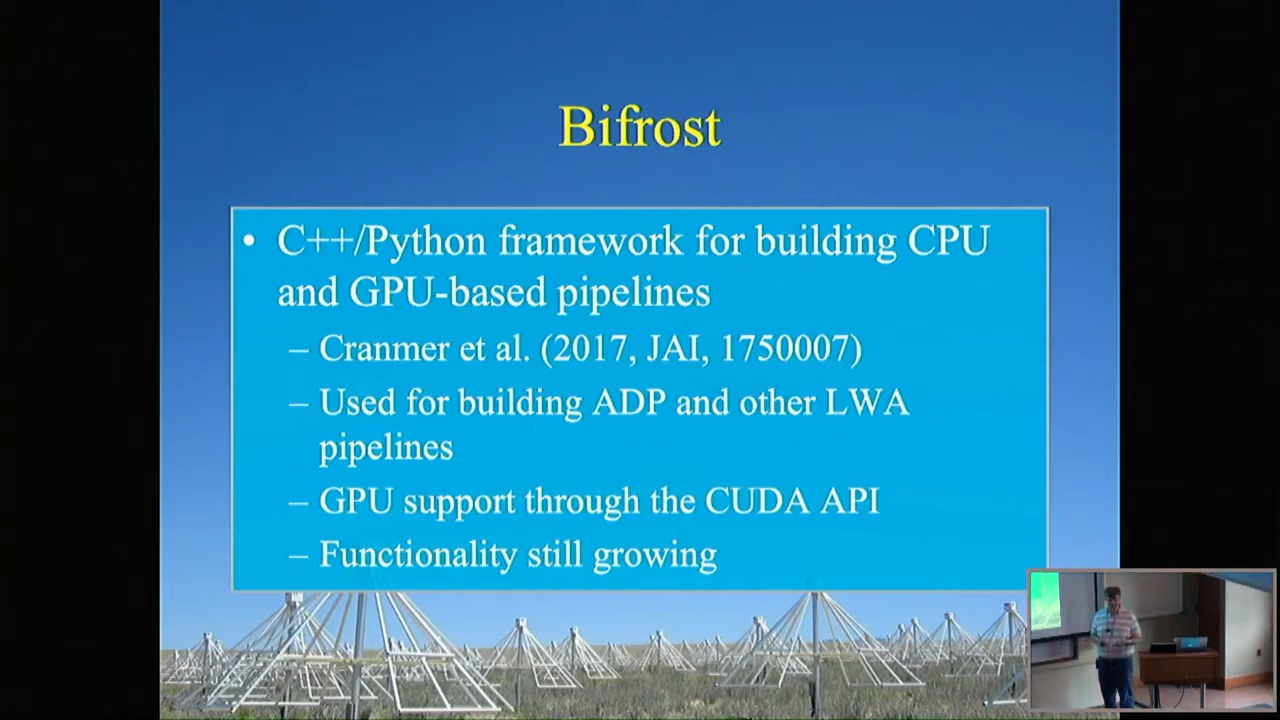 Bifrost
• C++/Python framework for building CPU
and GPU-based pipelines
– Cranmer et al. (2017, JAI, 1750007)
– Used for building ADP and other LWA
pipelines
– GPU support through the CUDA API
– Functionality still growing